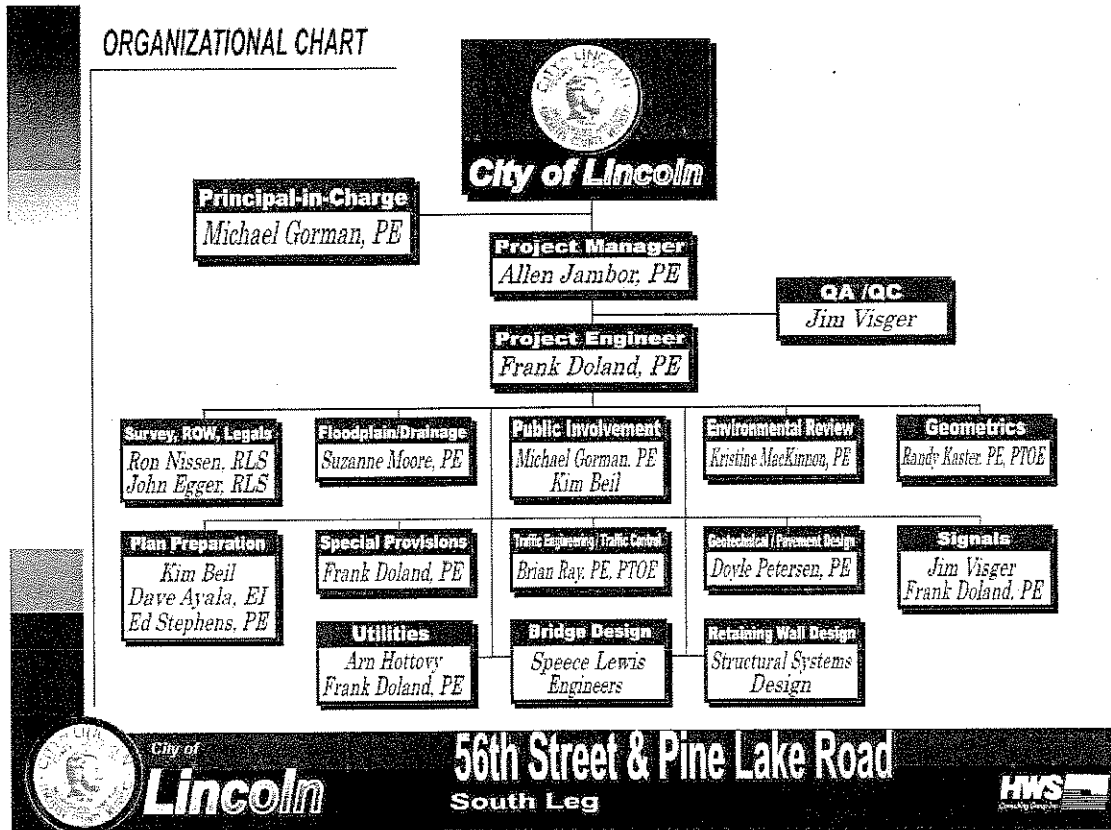 ORGANIZATIONAL CHART
CITY OF LINCOLN
City of Lincoln
Principal-in-Charge
Michael Gorman, PE
Project Manager
Allen Jambor, PE
QA /QC
Jim Visger
Project Engineer
Frank Doland, PE
Survey, ROW, Legals
Ron Nissen, RLS
John Egger, RLS
Floodplain/Drainage
Suzanne Moore, PE
Public Involvement
Michael Gorman, PE
Kim Beil
Environmental Review
Kristine MacKinnon, PE
Geometrics
Randy Kaster, PE, PTOE
Plan Preparation
Kim Beil
Dave Ayala, EI
Ed Stephens, PE
Special Provisions
Frank Doland, PE
Traffic Engineering / Traffic Control
Brian Ray, PE, PTOE
Geotechnical / Pavement Design
Doyle Petersen, PE
Signals
Jim Visger
Frank Doland, PE
Utilities
Arn Hottovy
Frank Doland, PE
Bridge Design
Speece Lewis
Engineers
Retaining Wall Design
Structural Systems
Design
City of
Lincoln
56th Street & Pine Lake Road
South Leg
HWS
Consulting Group Inc.